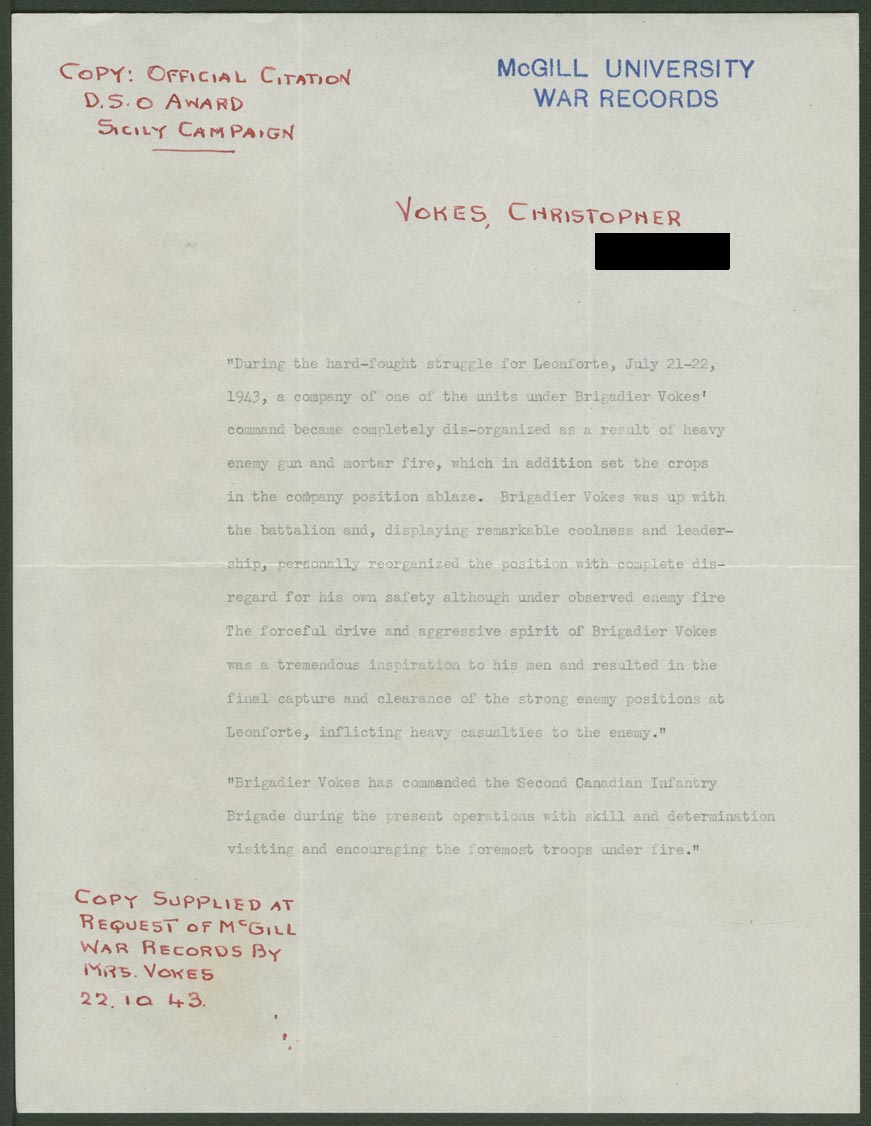 COPY: OFFICIAL CITATION
D.S.O AWARD
SICILY CAMPAIGN
McGILL UNIVERSITY
WAR RECORDS
VOKES, CHRISTOPHER
"During the hard-fought struggle for Leonforte, July 21-22,
1943, a company of one of the units under Brigadier Vokes'
command became completely dis-organized as a result of heavy
enemy gun and mortar fire, which in addition set the crops
in the company position ablaze. Brigadier Vokes was up with
the battalion and, displaying remarkable coolness and leader-
ship, personally reorganized the position with complete dis-
regard for his own safety although under observed enemy fire
The forceful drive and aggressive spirit of Brigadier Vokes
was a tremendous inspiration to his men and resulted in the
final capture and clearance of the strong enemy positions at
Leonforte, inflicting heavy casualties to the enemy."
"Brigadier Vokes has commanded the Second Canadian Infantry
Brigade during the present operations with skill and determination
visiting and encouraging the foremost troops under fire."
COPY SUPPLIED AT
REQUEST OF McGILL
WAR RECORDS BY
MRS. VOKES
22. 10 43.